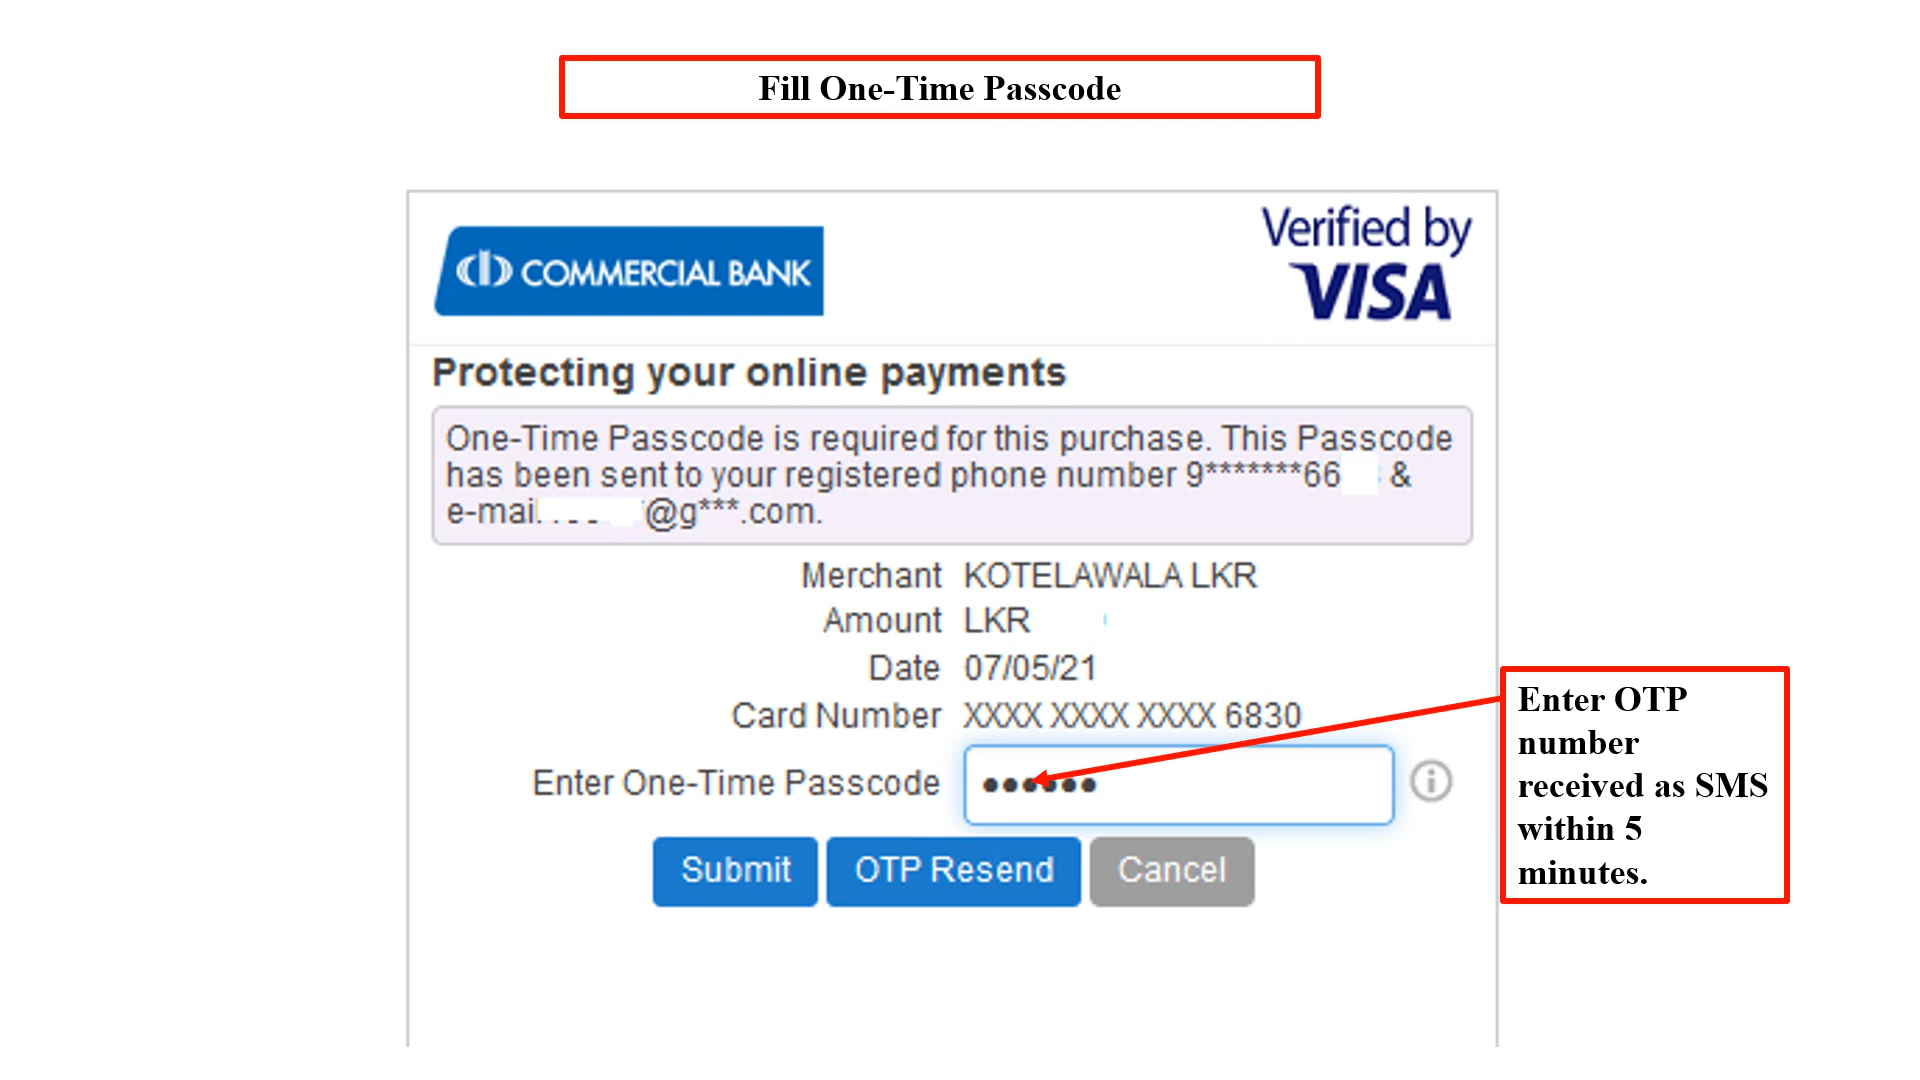 Fill One-Time Passcode
COMMERCIAL BANK
Verified by
VISA
Protecting your online payments
One-Time Passcode is required for this purchase. This Passcode
has been sent to your registered phone number 9*******66 &
e-mail @g***.com.
Merchant KOTELAWALA LKR
Amount LKR
Date 07/05/21
Card Number XXXX XXXX XXXX 6830
Enter One-Time Passcode ••••••
Submit OTP Resend Cancel
Enter OTP
number
received as SMS
within 5
minutes.